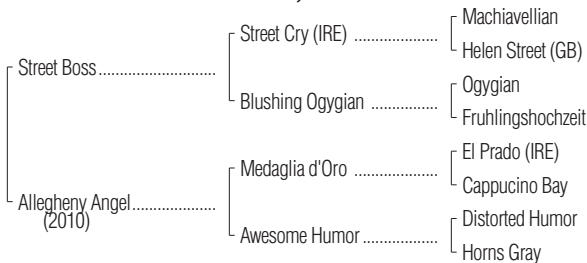 Machiavellian
Street Cry (IRE) ...................
Helen Street (GB)
Street Boss...........................
Ogygian
Blushing Ogygian ...............
Fruhlingshochzeit
El Prado (IRE)
Medaglia d'Oro ...................
Cappucino Bay
Allegheny Angel...................
(2010)
Distorted Humor
Awesome Humor.................
Horns Gray